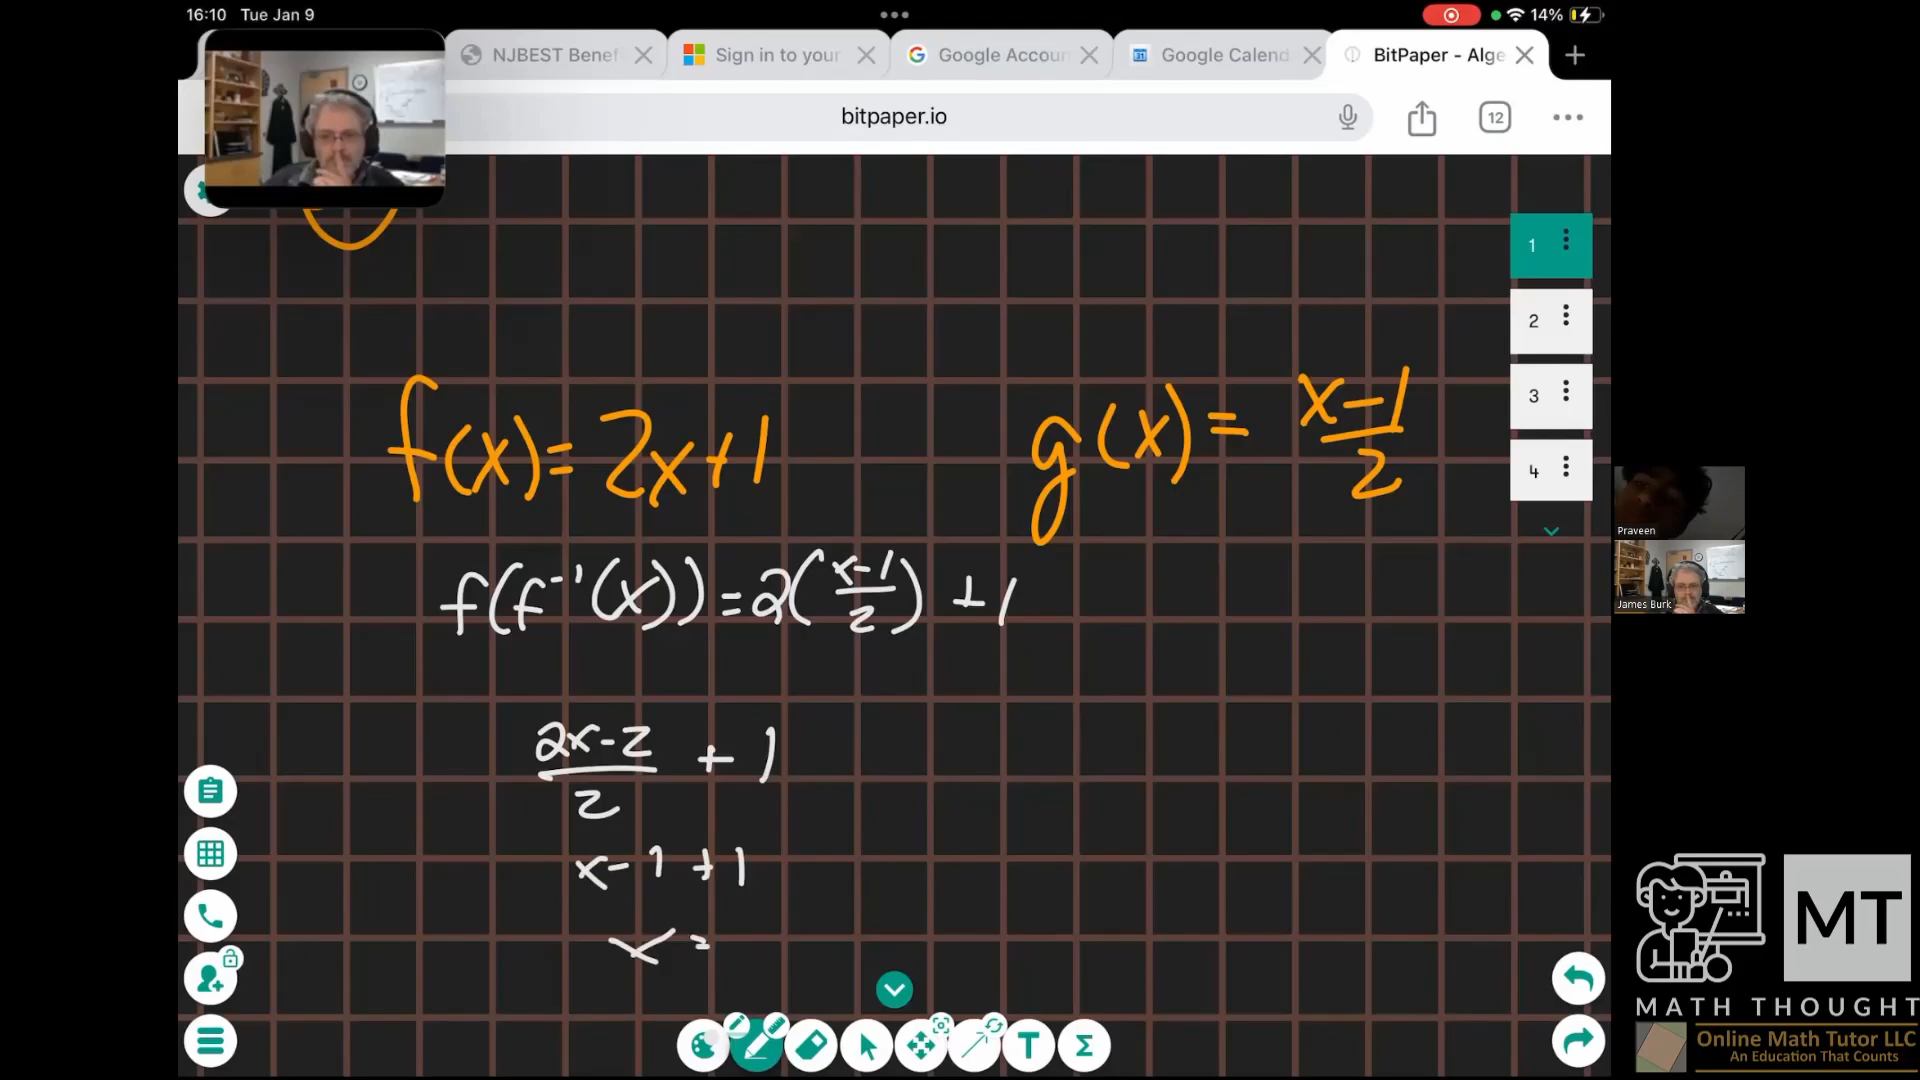 16:10 Tue Jan 9
14%
NJBEST Benef
Sign in to your
Google Accoun
Google Calend
BitPaper - Alge
bitpaper.io
12
1
2
3
4
f(x)= 2x+1
g(x)= x-1/2
f(f⁻¹(x))=2(x-1/2) +1
2x-2/2 + 1
x-1 +1
x =
Praveen
James Burk
T
Σ
MT
MATH THOUGHT
Online Math Tutor LLC
An Education That Counts